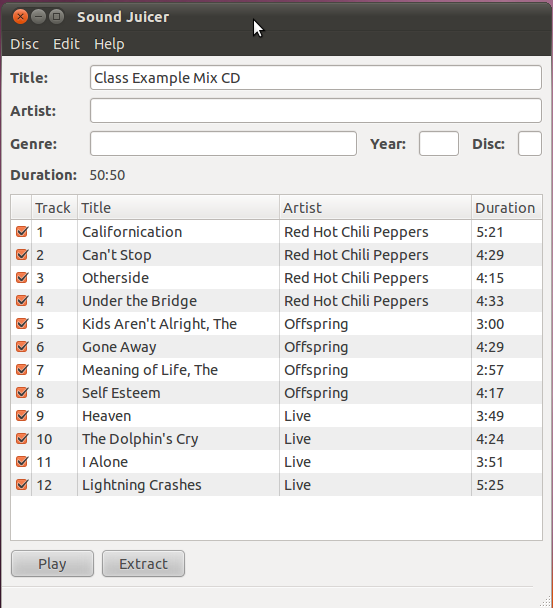 Sound Juicer
Disc Edit Help
Title: Class Example Mix CD
Artist:
Genre: Year: Disc:
Duration: 50:50
Track Title Artist Duration
1 Californication Red Hot Chili Peppers 5:21
2 Can't Stop Red Hot Chili Peppers 4:29
3 Otherside Red Hot Chili Peppers 4:15
4 Under the Bridge Red Hot Chili Peppers 4:33
5 Kids Aren't Alright, The Offspring 3:00
6 Gone Away Offspring 4:29
7 Meaning of Life, The Offspring 2:57
8 Self Esteem Offspring 4:17
9 Heaven Live 3:49
10 The Dolphin's Cry Live 4:24
11 I Alone Live 3:51
12 Lightning Crashes Live 5:25
Play Extract